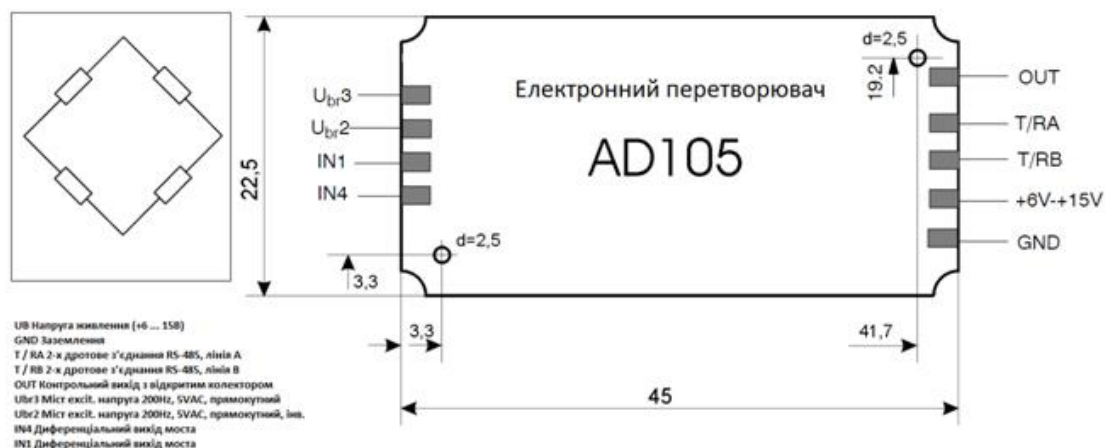 d=2,5
19.2
OUT
Електронний перетворювач
AD105
U_br3
U_br2
IN1
IN4
T/RA
T/RB
+6V-+15V
GND
22,5
d=2,5
3,3
3,3
41,7
45
UB Напруга живлення (+6 ... 15В)
GND Заземлення
T / RA 2-х дротове з'єднання RS-485, лінія A
T / RB 2-х дротове з'єднання RS-485, лінія B
OUT Контрольний вихід з відкритим колектором
Ubr3 Міст excit. напруга 200Hz, 5VAC, прямокутний
Ubr2 Міст excit. напруга 200Hz, 5VAC, прямокутний, інв.
IN4 Диференціальний вихід моста
IN1 Диференціальний вихід моста